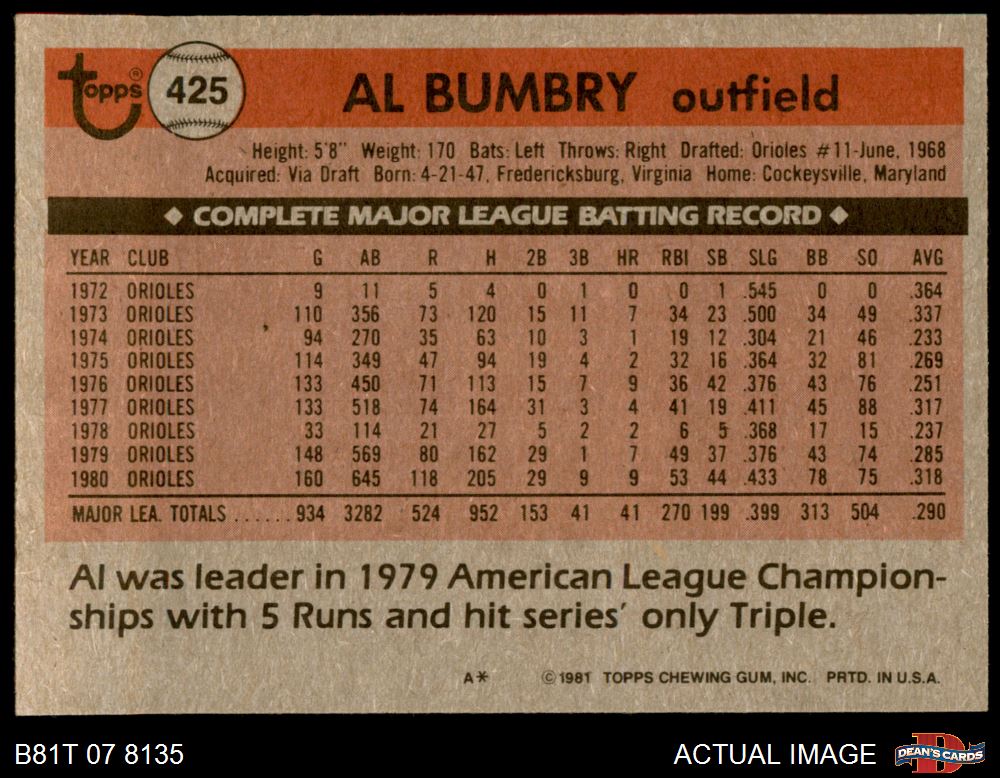 Topps® 425 AL BUMBRY outfield
Height: 5'8" Weight: 170 Bats: Left Throws: Right Drafted: Orioles #11-June, 1968
Acquired: Via Draft Born: 4-21-47, Fredericksburg, Virginia Home: Cockeysville, Maryland
◆ COMPLETE MAJOR LEAGUE BATTING RECORD ◆
YEAR CLUB G AB R H 2B 3B HR RBI SB SLG BB SO AVG
1972 ORIOLES 9 11 5 4 0 1 0 0 1 .545 0 0 .364
1973 ORIOLES 110 356 73 120 15 11 7 34 23 .500 34 49 .337
1974 ORIOLES 94 270 35 63 10 3 1 19 12 .304 21 46 .233
1975 ORIOLES 114 349 47 94 19 4 2 32 16 .364 32 81 .269
1976 ORIOLES 133 450 71 113 15 7 9 36 42 .376 43 76 .251
1977 ORIOLES 133 518 74 164 31 3 4 41 19 .411 45 88 .317
1978 ORIOLES 33 114 21 27 5 2 2 6 5 .368 17 15 .237
1979 ORIOLES 148 569 80 162 29 1 7 49 37 .376 43 74 .285
1980 ORIOLES 160 645 118 205 29 9 9 53 44 .433 78 75 .318
MAJOR LEA. TOTALS ......934 3282 524 952 153 41 41 270 199 .399 313 504 .290
Al was leader in 1979 American League Champion-
ships with 5 Runs and hit series' only Triple.
A* ©1981 TOPPS CHEWING GUM, INC. PRTD. IN U.S.A.
B81T 07 8135 ACTUAL IMAGE DEAN'S CARDS